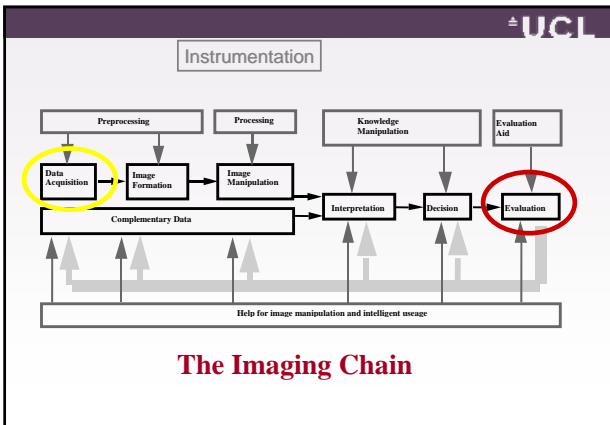 UCL
Instrumentation
Preprocessing
Processing
Knowledge
Manipulation
Evaluation
Aid
Data
Acquisition
Image
Formation
Image
Manipulation
Interpretation
Decision
Evaluation
Complementary Data
Help for image manipulation and intelligent useage
The Imaging Chain